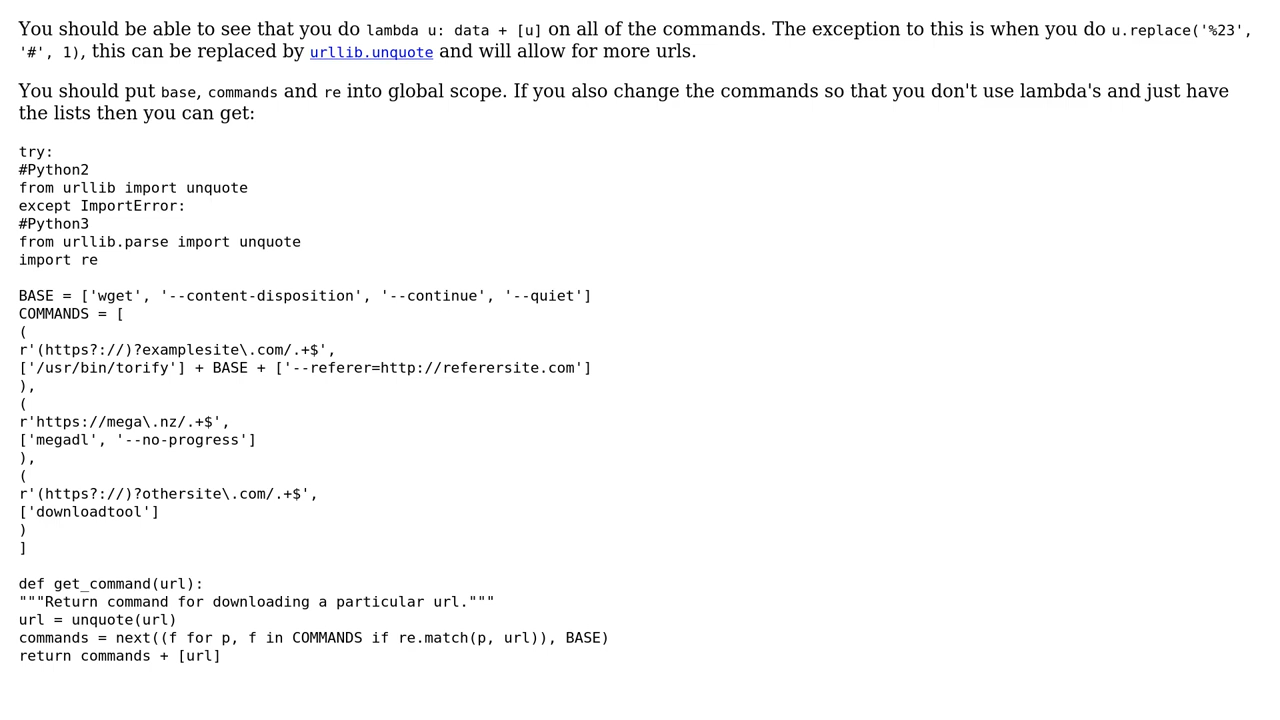 You should be able to see that you do lambda u: data + [u] on all of the commands. The exception to this is when you do u.replace('%23',
'#', 1), this can be replaced by urllib.unquote and will allow for more urls.
You should put base, commands and re into global scope. If you also change the commands so that you don't use lambda's and just have
the lists then you can get:
try:
#Python2
from urllib import unquote
except ImportError:
#Python3
from urllib.parse import unquote
import re
BASE = ['wget', '--content-disposition', '--continue', '--quiet']
COMMANDS = [
(
r'(https?://)?examplesite\.com/.+$',
['/usr/bin/torify'] + BASE + ['--referer=http://referersite.com']
),
(
r'https://mega\.nz/.+$',
['megadl', '--no-progress']
),
(
r'(https?://)?othersite\.com/.+$',
['downloadtool']
)
]
def get_command(url):
"""Return command for downloading a particular url."""
url = unquote(url)
commands = next((f for p, f in COMMANDS if re.match(p, url)), BASE)
return commands + [url]